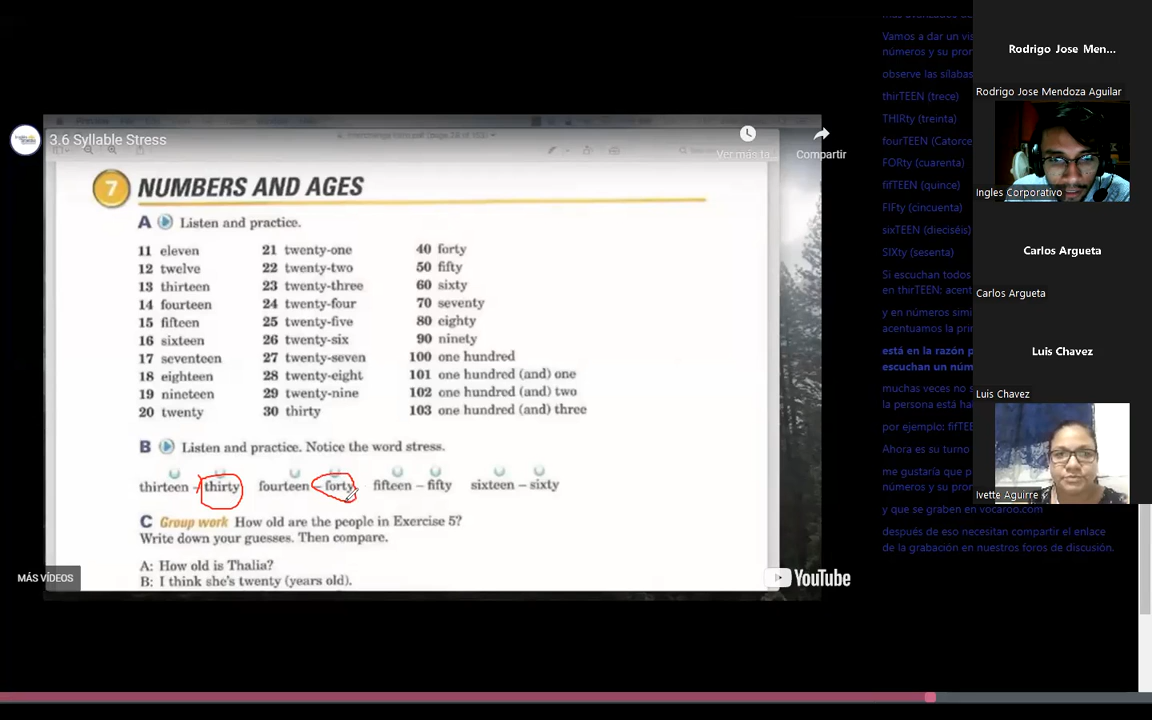 3.6 Syllable Stress
Ver más ta...
Compartir
7 NUMBERS AND AGES
A Listen and practice.
11 eleven 21 twenty-one 40 forty
12 twelve 22 twenty-two 50 fifty
13 thirteen 23 twenty-three 60 sixty
14 fourteen 24 twenty-four 70 seventy
15 fifteen 25 twenty-five 80 eighty
16 sixteen 26 twenty-six 90 ninety
17 seventeen 27 twenty-seven 100 one hundred
18 eighteen 28 twenty-eight 101 one hundred (and) one
19 nineteen 29 twenty-nine 102 one hundred (and) two
20 twenty 30 thirty 103 one hundred (and) three
B Listen and practice. Notice the word stress.
thirteen – thirty fourteen – forty fifteen – fifty sixteen – sixty
C Group work How old are the people in Exercise 5?
Write down your guesses. Then compare.
A: How old is Thalia?
B: I think she's twenty (years old).
MÁS VÍDEOS
YouTube
Vamos a dar un vis
números y su pron
observe las sílabas
thirTEEN (trece)
THIRty (treinta)
fourTEEN (Catorce
FORty (cuarenta)
fifTEEN (quince)
FIFty (cincuenta)
sixTEEN (dieciséis)
SIXty (sesenta)
Si escuchan todos
en thirTEEN; acent
y en números simi
acentuamos la prin
está en la razón p
escuchan un núm
muchas veces no s
la persona está ha
por ejemplo: fifTEE
Ahora es su turno
me gustaría que p
números y su pron
y que se graben en vocaroo.com
después de eso necesitan compartir el enlace
de la grabación en nuestros foros de discusión.
Rodrigo Jose Men...
Rodrigo Jose Mendoza Aguilar
Ingles Corporativo
Carlos Argueta
Carlos Argueta
Luis Chavez
Luis Chavez
Ivette Aguirre